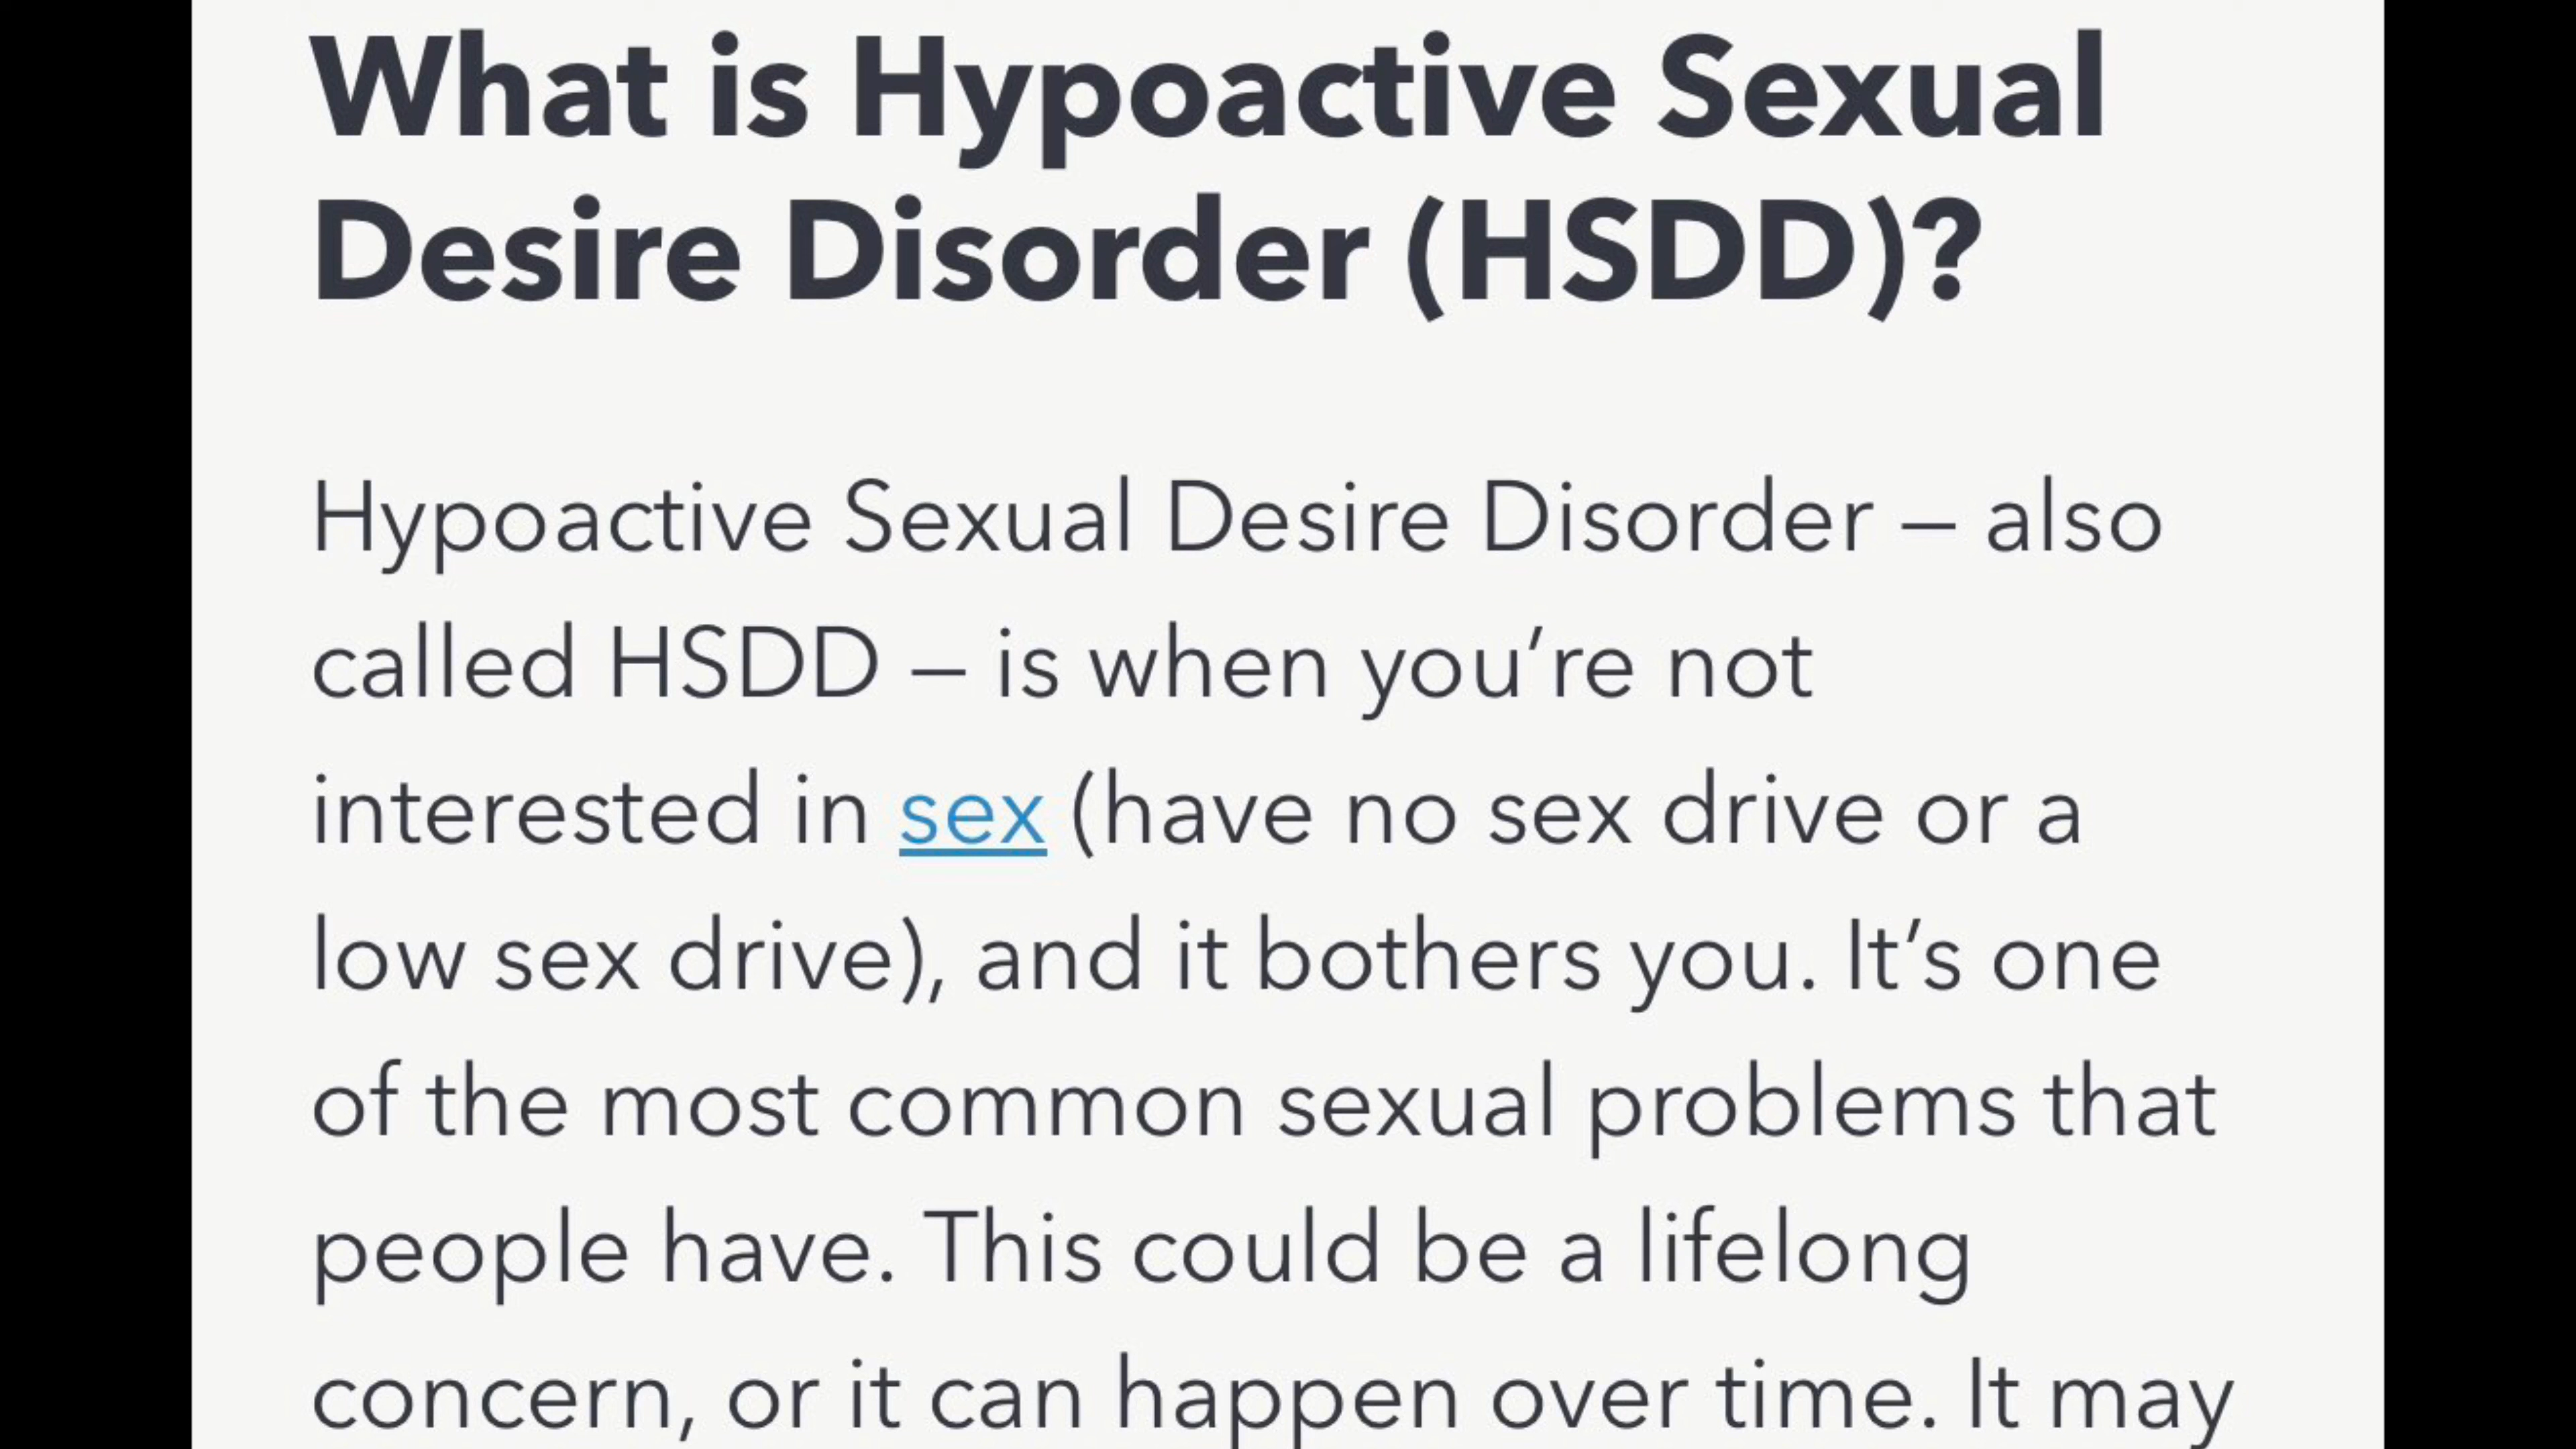 What is Hypoactive Sexual
Desire Disorder (HSDD)?
Hypoactive Sexual Desire Disorder – also
called HSDD – is when you’re not
interested in sex (have no sex drive or a
low sex drive), and it bothers you. It’s one
of the most common sexual problems that
people have. This could be a lifelong
concern, or it can happen over time. It may